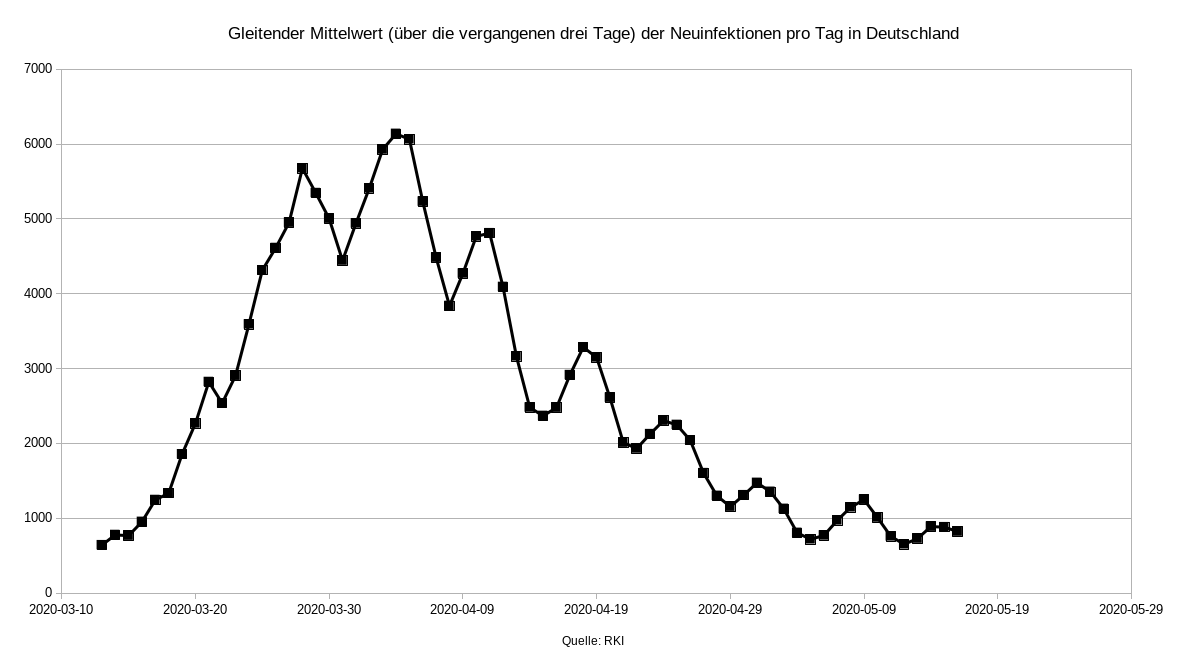 Gleitender Mittelwert (über die vergangenen drei Tage) der Neuinfektionen pro Tag in Deutschland
7000
6000
5000
4000
3000
2000
1000
0
2020-03-10 2020-03-20 2020-03-30 2020-04-09 2020-04-19 2020-04-29 2020-05-09 2020-05-19 2020-05-29
Quelle: RKI